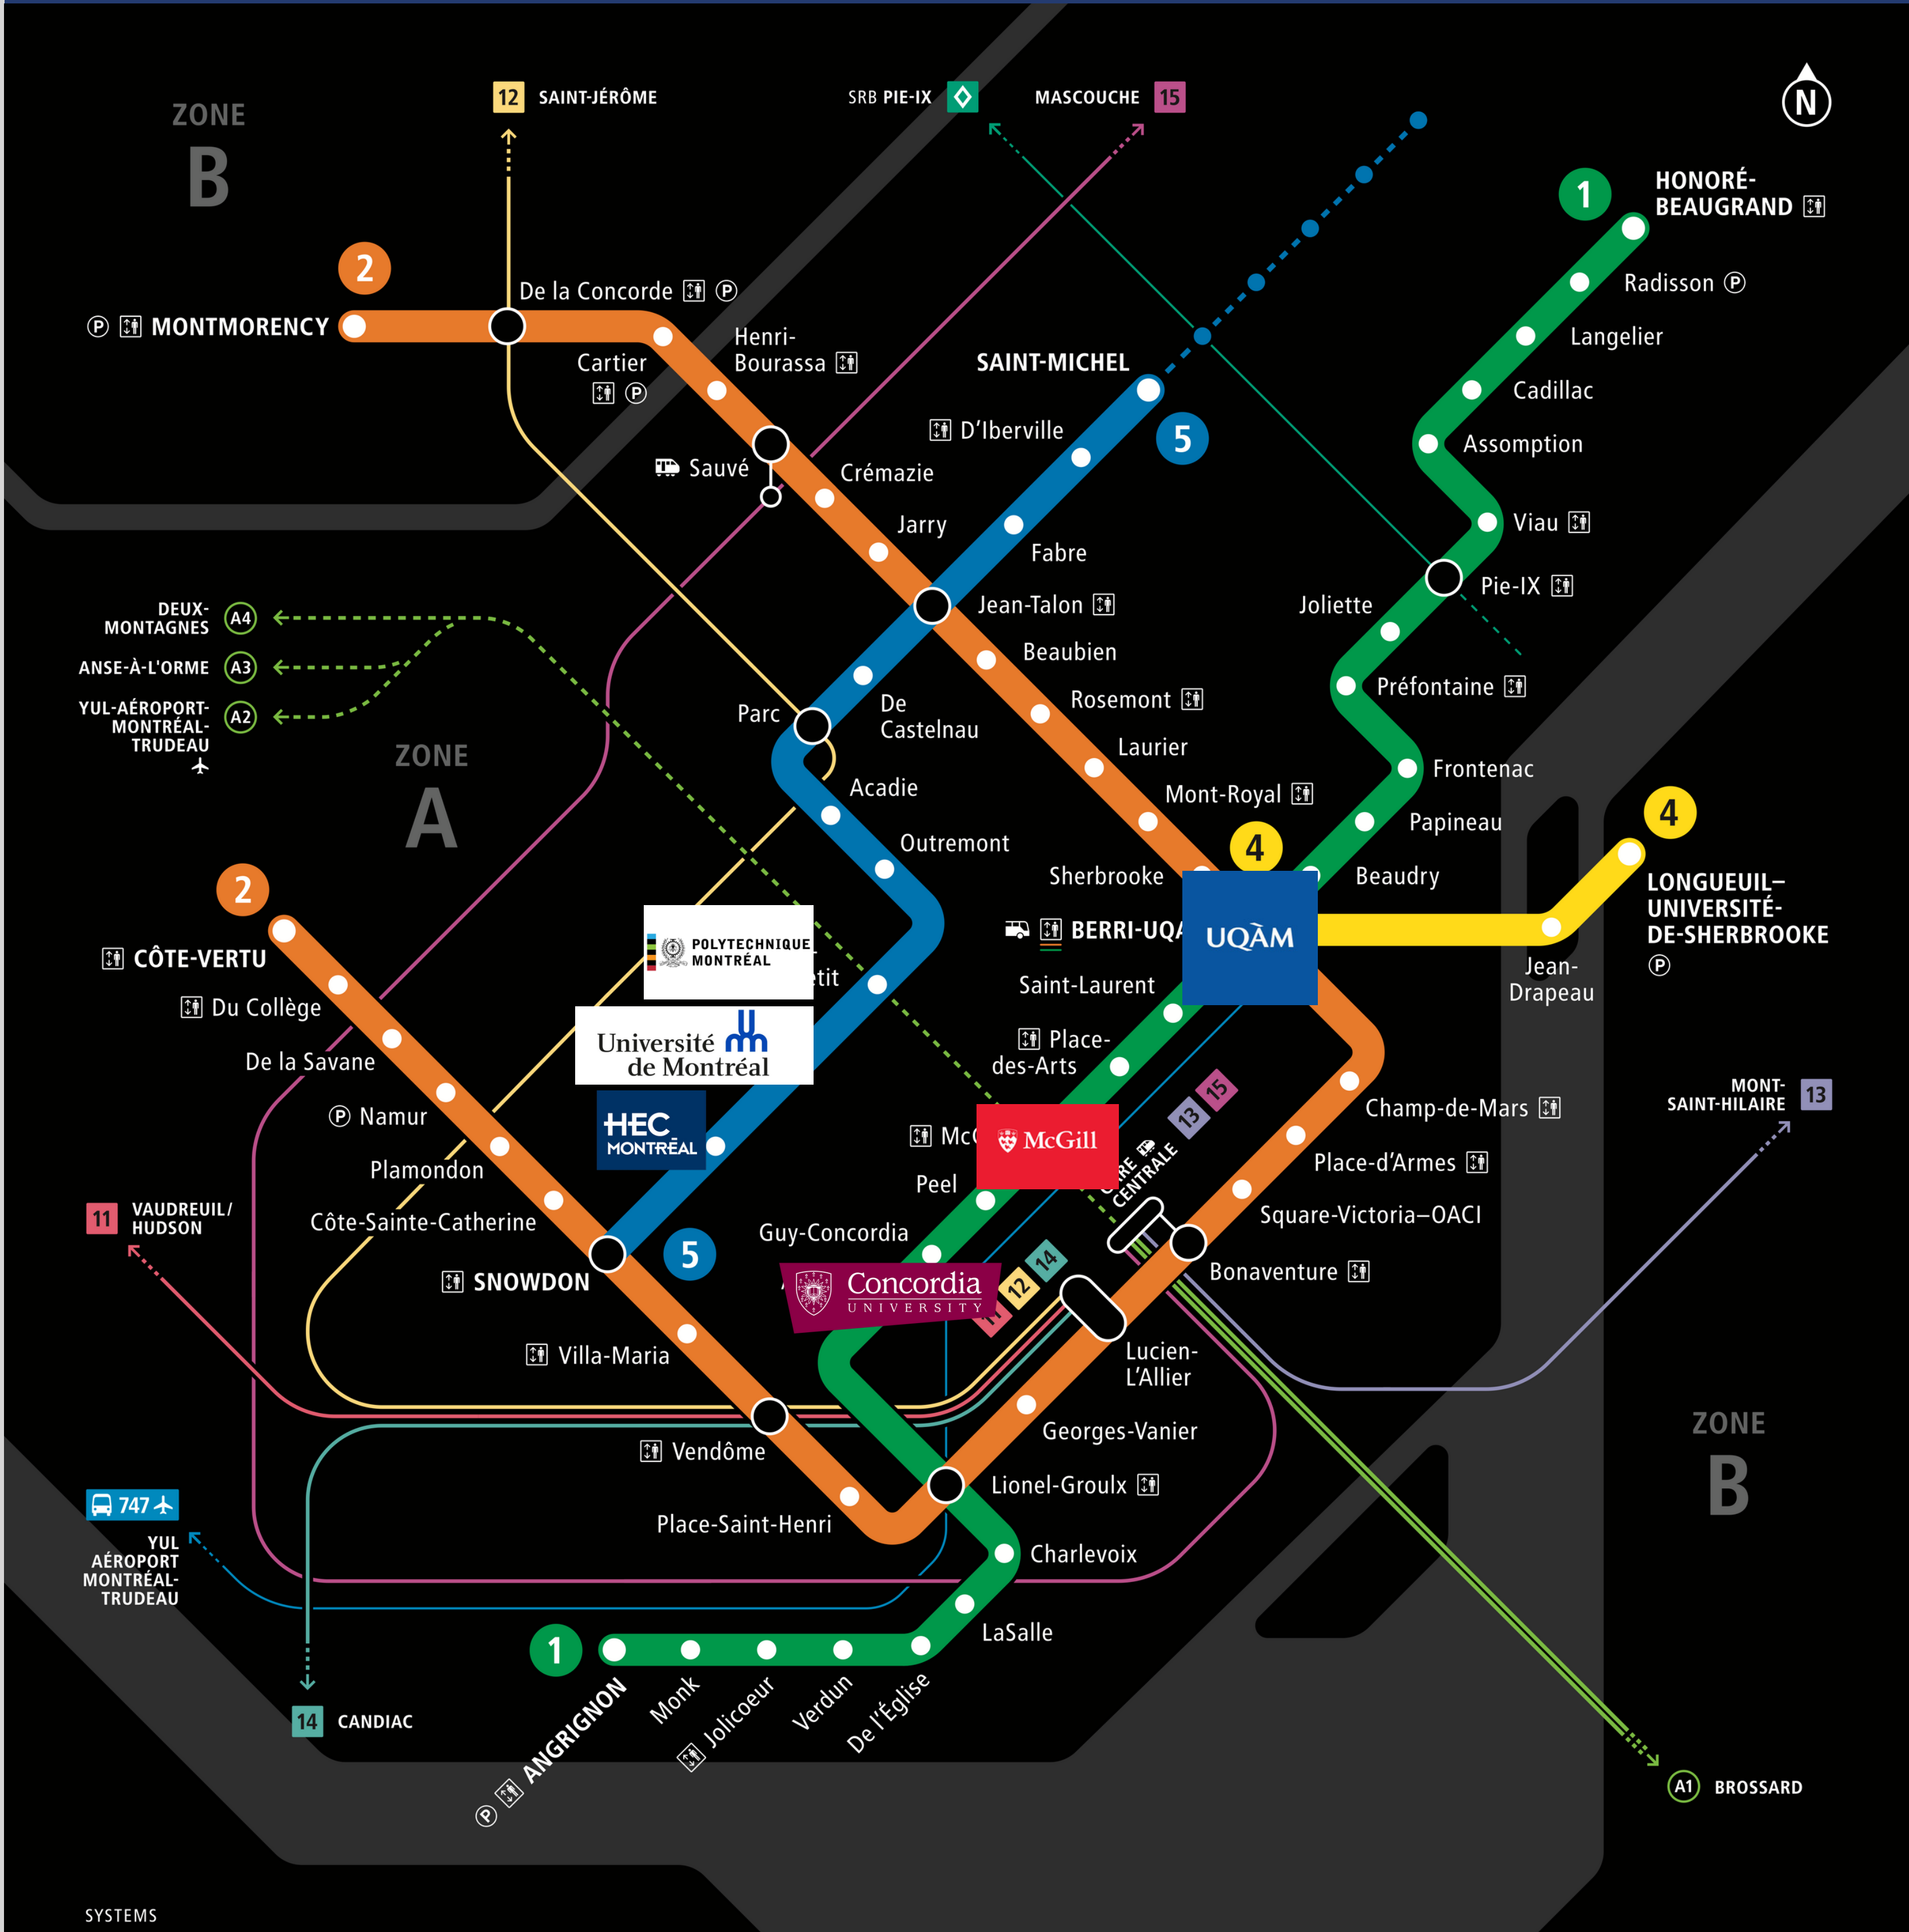 ZONE
B
12 SAINT-JÉRÔME
SRB PIE-IX
MASCOUCHE 15
N
1
HONORÉ-
BEAUGRAND
Radisson P
Langelier
Cadillac
Assomption
Viau
Pie-IX
Joliette
Préfontaine
Frontenac
Papineau
Beaudry
2
P MONTMORENCY
De la Concorde P
Cartier
P
Henri-
Bourassa
Sauvé
Crémazie
Jarry
Jean-Talon
Beaubien
Rosemont
Laurier
Mont-Royal
Sherbrooke
SAINT-MICHEL
5
D'Iberville
Fabre
De
Castelnau
Parc
Acadie
Outremont
DEUX-
MONTAGNES A4
ANSE-À-L'ORME A3
YUL-AÉROPORT-
MONTRÉAL-
TRUDEAU A2
ZONE
A
4
4
LONGUEUIL–
UNIVERSITÉ-
DE-SHERBROOKE
P
Jean-
Drapeau
BERRI-UQ
UQÀM
Saint-Laurent
Place-
des-Arts
2
CÔTE-VERTU
Du Collège
De la Savane
P Namur
Plamondon
Côte-Sainte-Catherine
SNOWDON
5
POLYTECHNIQUE
MONTRÉAL
etit
Université
de Montréal
HEC
MONTRÉAL
McGill
Peel
Guy-Concordia
Concordia
UNIVERSITY
12
14
13
15
CENTRALE
Champ-de-Mars
Place-d'Armes
Square-Victoria–OACI
Bonaventure
Lucien-
L'Allier
Georges-Vanier
Lionel-Groulx
MONT-
SAINT-HILAIRE 13
11 VAUDREUIL/
HUDSON
Villa-Maria
Vendôme
Place-Saint-Henri
Charlevoix
LaSalle
ZONE
B
747
YUL
AÉROPORT
MONTRÉAL-
TRUDEAU
1
P ANGRIGNON
Monk
Jolicoeur
Verdun
De l'Église
14 CANDIAC
A1 BROSSARD
SYSTEMS